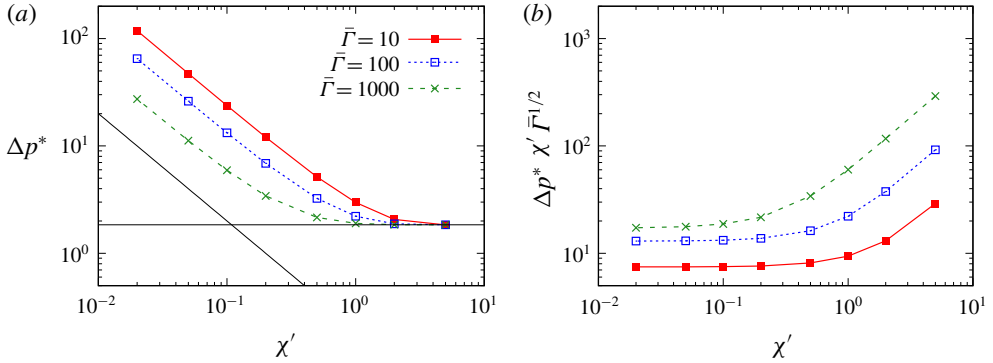 (a)
10²
10¹
10⁰
Δp*
Γ̄ = 10
Γ̄ = 100
Γ̄ = 1000
10⁻² 10⁻¹ 10⁰ 10¹
χ′
(b)
10³
10²
10¹
Δp* χ′ Γ̄^{1/2}
10⁻² 10⁻¹ 10⁰ 10¹
χ′